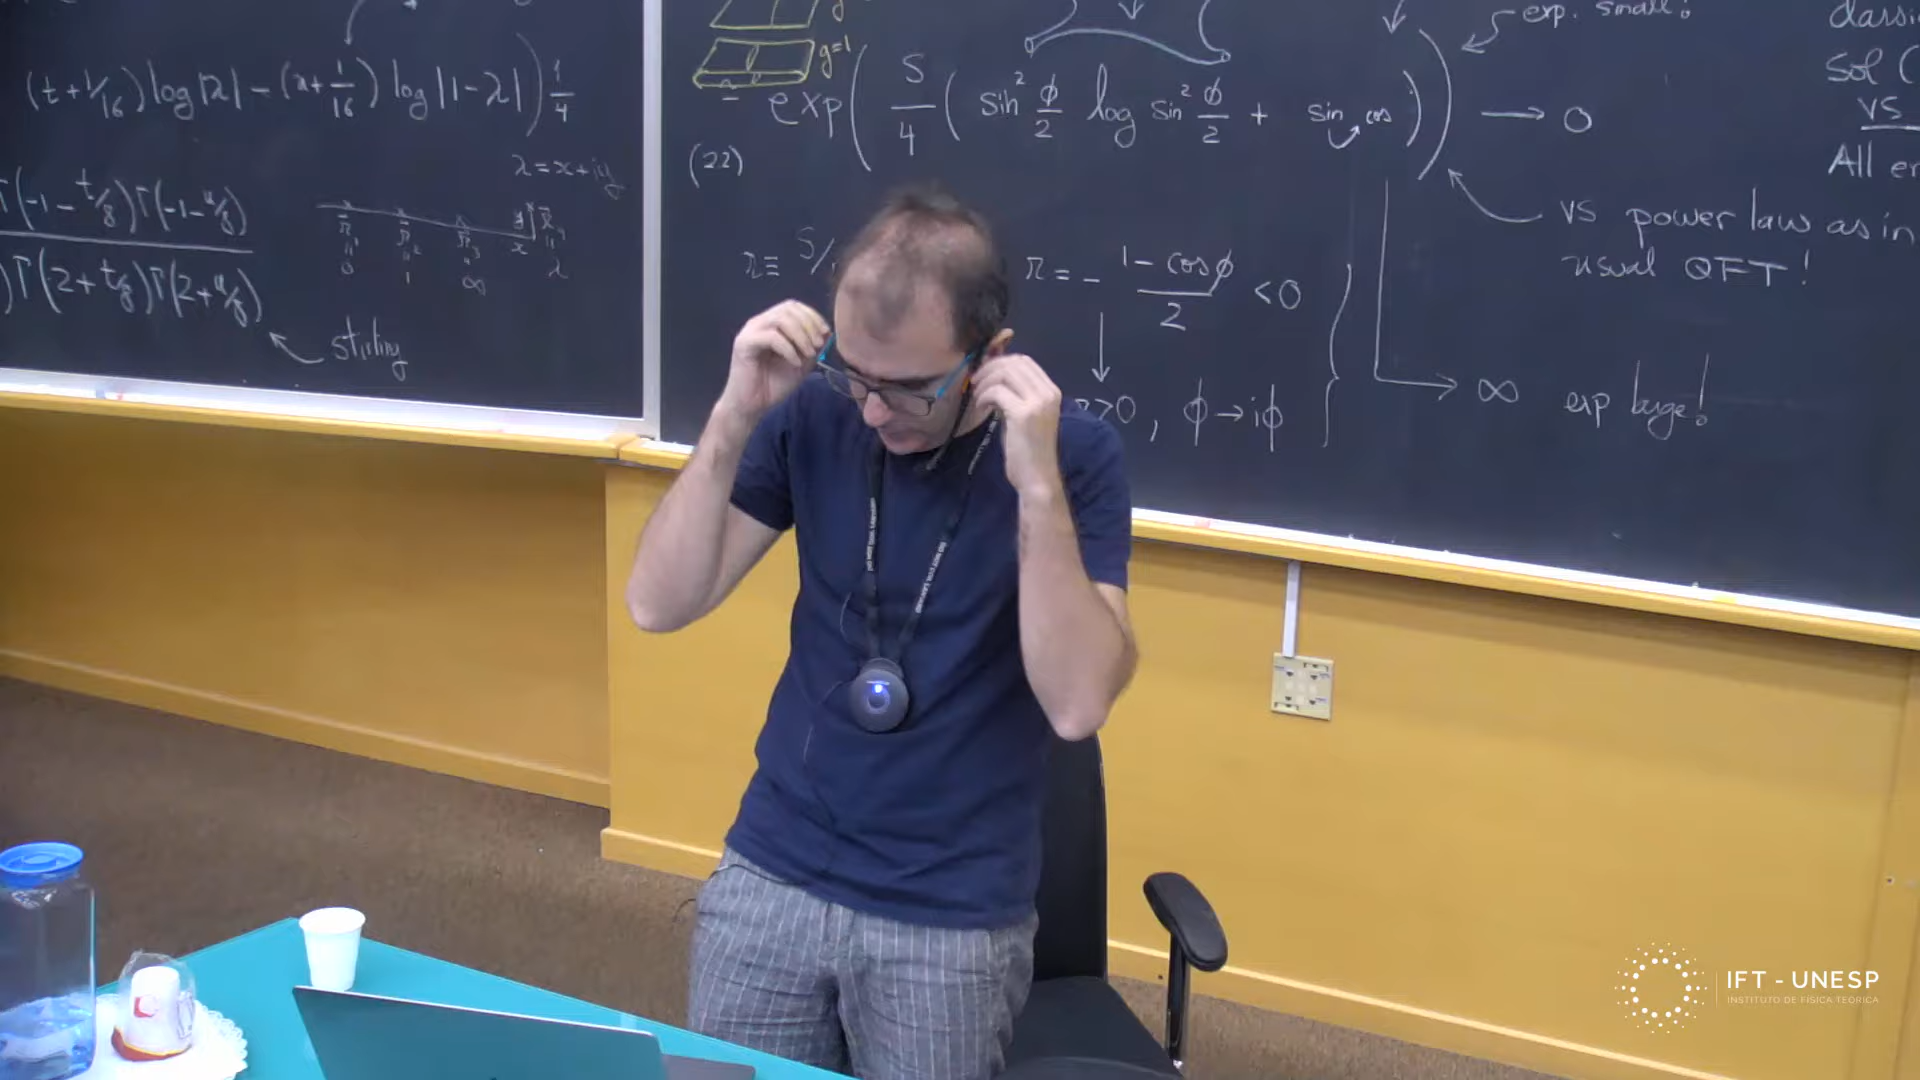 (t+1/16) log|λ| - (u+1/16) log|1-λ|) 1/4
λ = x+iy
Γ(-1-t/8)Γ(-1-u/8)
)Γ(2+t/8)Γ(2+u/8)
0 1 ∞ λ
Stirling
g=1
exp( S/4 ( sin² φ/2 log sin² φ/2 + sin cos )) → 0
exp. small!
(22)
= - (1-cosφ)/2 < 0
>0, φ→iφ
vs power law as in
usual QFT!
→ ∞ exp large!
sol (
vs
All
IFT - UNESP
INSTITUTO DE FÍSICA TEÓRICA